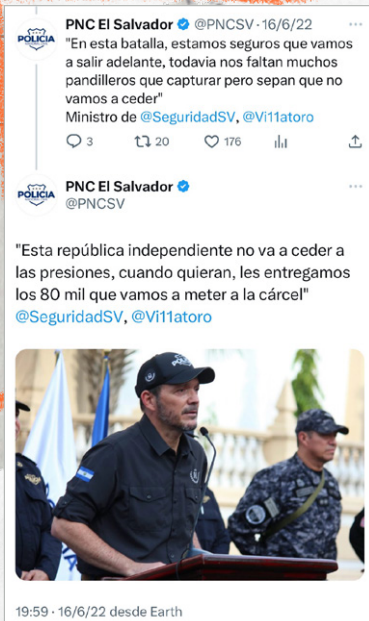 POLICIA
PNC El Salvador @PNCSV · 16/6/22
"En esta batalla, estamos seguros que vamos
a salir adelante, todavia nos faltan muchos
pandilleros que capturar pero sepan que no
vamos a ceder"
Ministro de @SeguridadSV, @Vi11atoro
3 20 176
POLICIA
PNC El Salvador
@PNCSV
"Esta república independiente no va a ceder a
las presiones, cuando quieran, les entregamos
los 80 mil que vamos a meter a la cárcel"
@SeguridadSV, @Vi11atoro
19:59 · 16/6/22 desde Earth